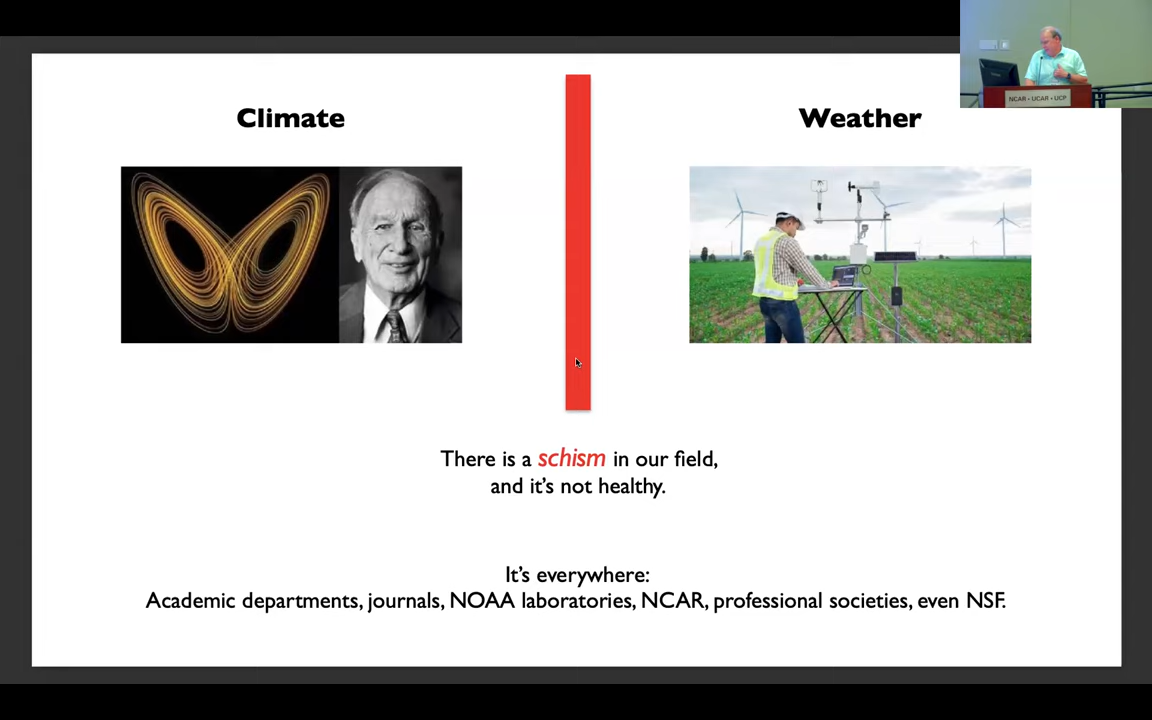 Climate
Weather
NCAR • UCAR • UCP
There is a schism in our field,
and it's not healthy.
It's everywhere:
Academic departments, journals, NOAA laboratories, NCAR, professional societies, even NSF.